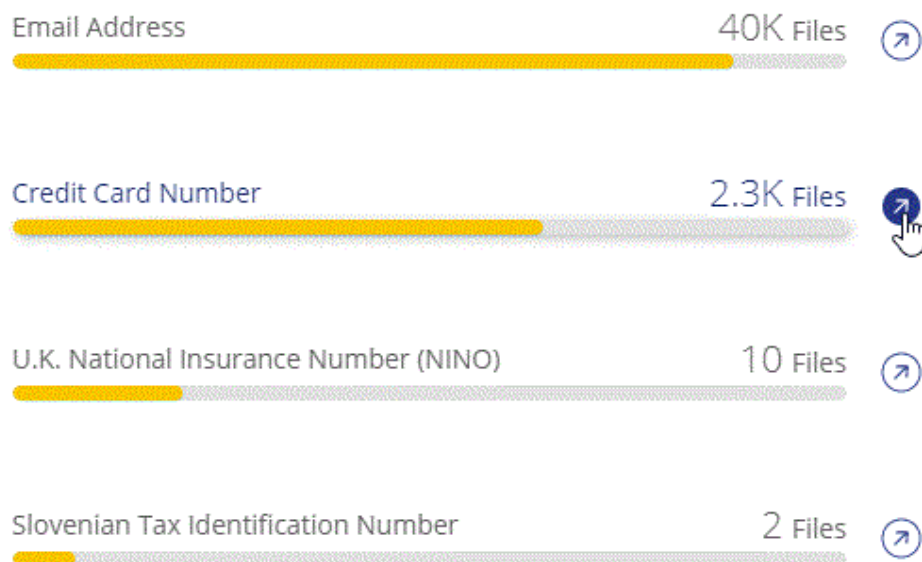 Email Address 40K Files
Credit Card Number 2.3K Files
U.K. National Insurance Number (NINO) 10 Files
Slovenian Tax Identification Number 2 Files